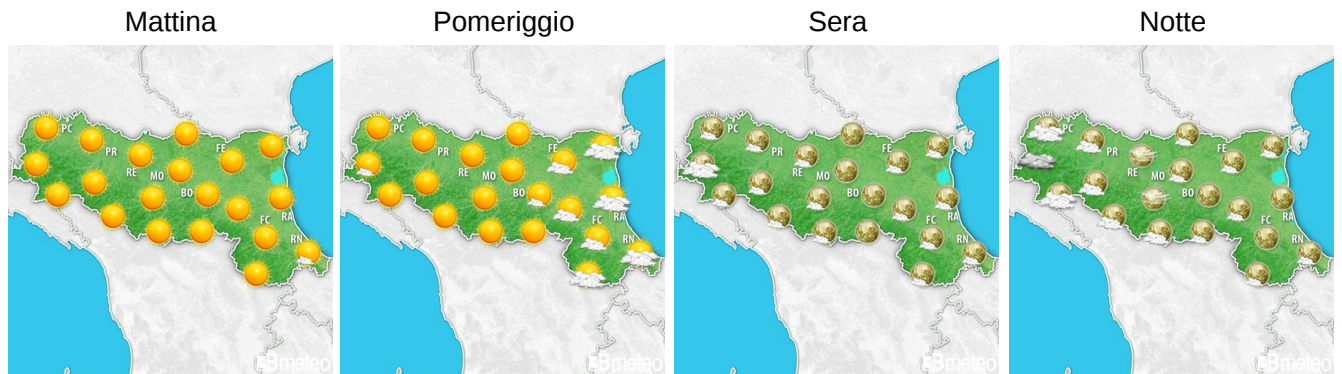 Mattina
Pomeriggio
Sera
Notte
PC
PR
RE
MO
BO
FE
FC
RA
RN
3Bmeteo
PC
PR
RE
MO
BO
FE
FC
RA
RN
3Bmeteo
PC
PR
RE
MO
BO
FE
FC
RA
RN
3Bmeteo
PC
PR
RE
MO
BO
FE
FC
RA
RN
3Bmeteo